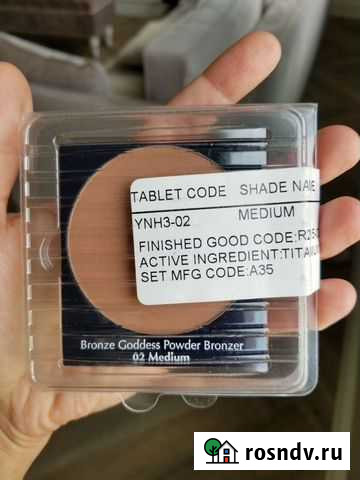 TABLET CODE SHADE NAME
YNH3-02 MEDIUM
FINISHED GOOD CODE:
ACTIVE INGREDIENT:
SET MFG CODE:A35
Bronze Goddess Powder Bronzer
02 Medium
rosndv.ru